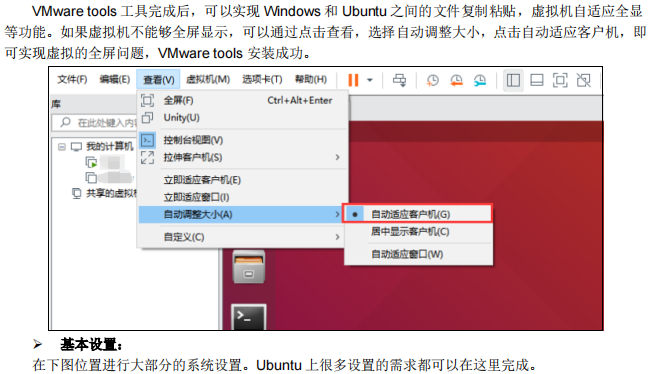 VMware tools 工具完成后，可以实现 Windows 和 Ubuntu 之间的文件复制粘贴，虚拟机自适应全显
等功能。如果虚拟机不能够全屏显示，可以通过点击查看，选择自动调整大小，点击自动适应客户机，即
可实现虚拟的全屏问题，VMware tools 安装成功。
文件(F) 编辑(E) 查看(V) 虚拟机(M) 选项卡(T) 帮助(H)
库
在此处键入内容
我的计算机
共享的虚拟机
全屏(F) Ctrl+Alt+Enter
Unity(U)
控制台视图(V)
拉伸客户机(S)
立即适应客户机(E)
立即适应窗口(I)
自动调整大小(A)
自定义(C)
自动适应客户机(G)
居中显示客户机(C)
自动适应窗口(W)
➢ 基本设置：
在下图位置进行大部分的系统设置。Ubuntu 上很多设置的需求都可以在这里完成。